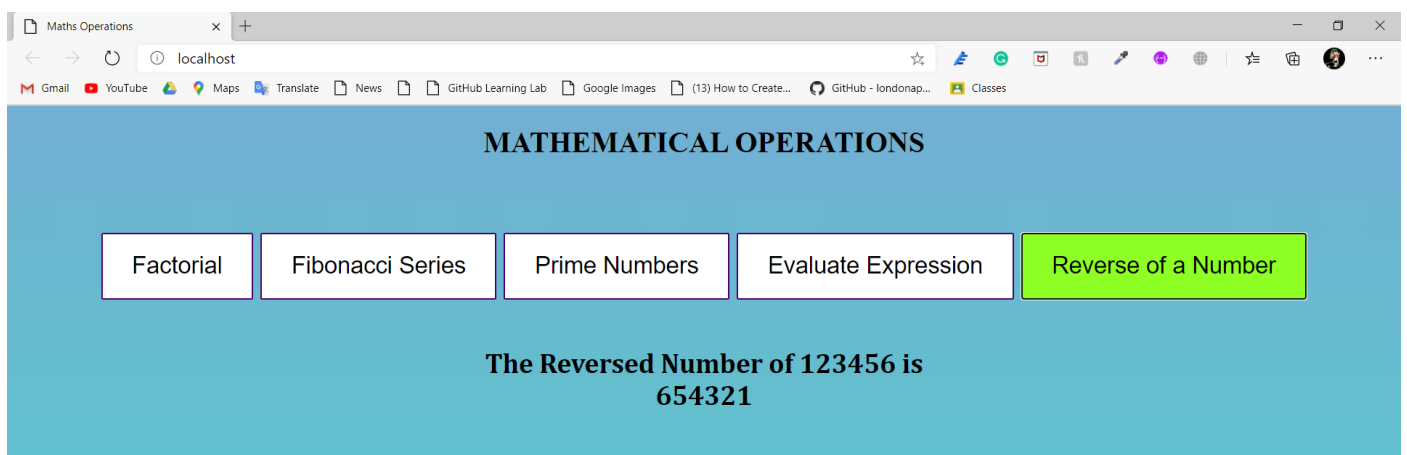 Maths Operations
localhost
Gmail YouTube Maps Translate News GitHub Learning Lab Google Images (13) How to Create... GitHub - londonap... Classes
MATHEMATICAL OPERATIONS
Factorial Fibonacci Series Prime Numbers Evaluate Expression Reverse of a Number
The Reversed Number of 123456 is
654321